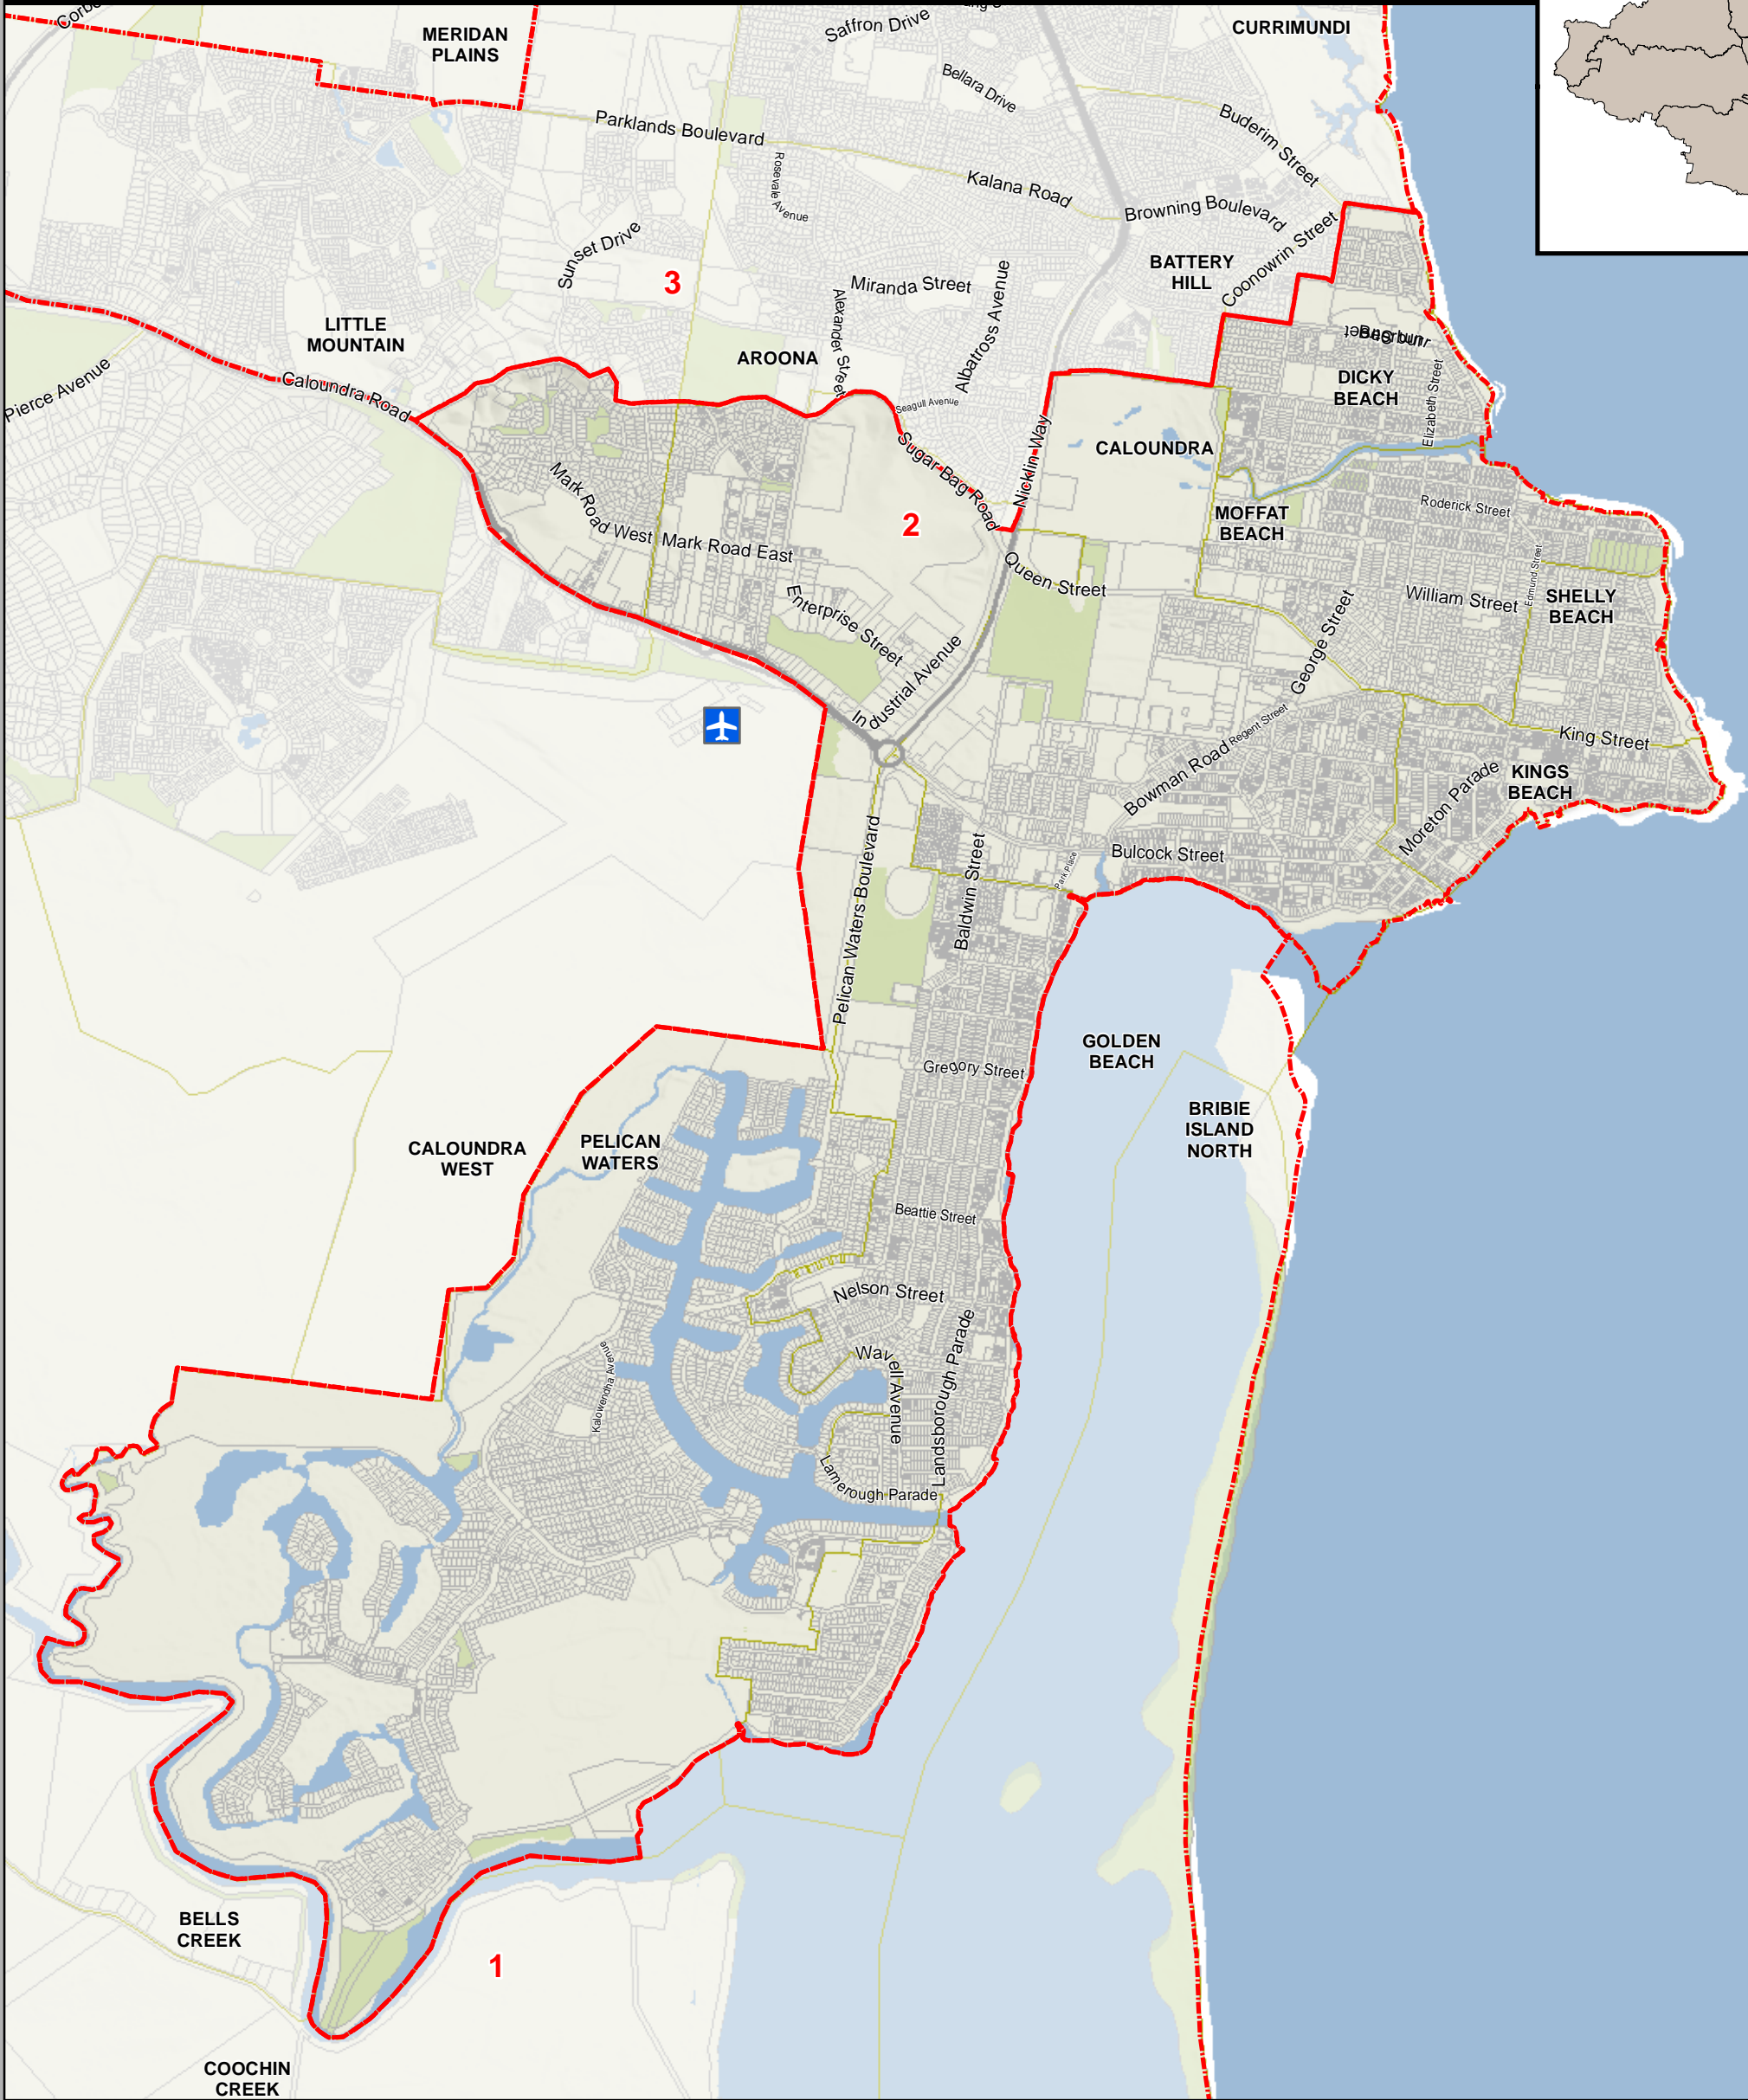 Saffron Drive
CURRIMUNDI
MERIDAN
PLAINS
Bellara Drive
Buderim Street
Parklands Boulevard
Rosevale Avenue
Kalana Road
Browning Boulevard
Coonowrin Street
Sunset Drive
BATTERY
HILL
3
Miranda Street
Alexander Street
Albatross Avenue
LITTLE
MOUNTAIN
AROONA
Pierce Avenue
Caloundra Road
Seagull Avenue
DICKY
BEACH
Elizabeth Street
Sugar Bag Road
Nicklin Way
CALOUNDRA
Mark Road West
Mark Road East
2
MOFFAT
BEACH
Roderick Street
Queen Street
Edmund Street
Enterprise Street
William Street
SHELLY
BEACH
George Street
Industrial Avenue
Regent Street
King Street
Bowman Road
KINGS
BEACH
Moreton Parade
Pelican Waters Boulevard
Baldwin Street
Park Place
Bulcock Street
GOLDEN
BEACH
Gregory Street
BRIBIE
ISLAND
NORTH
CALOUNDRA
WEST
PELICAN
WATERS
Beattie Street
Nelson Street
Kalowendha Avenue
Wavell Avenue
Landsborough Parade
Lamerough Parade
BELLS
CREEK
1
COOCHIN
CREEK